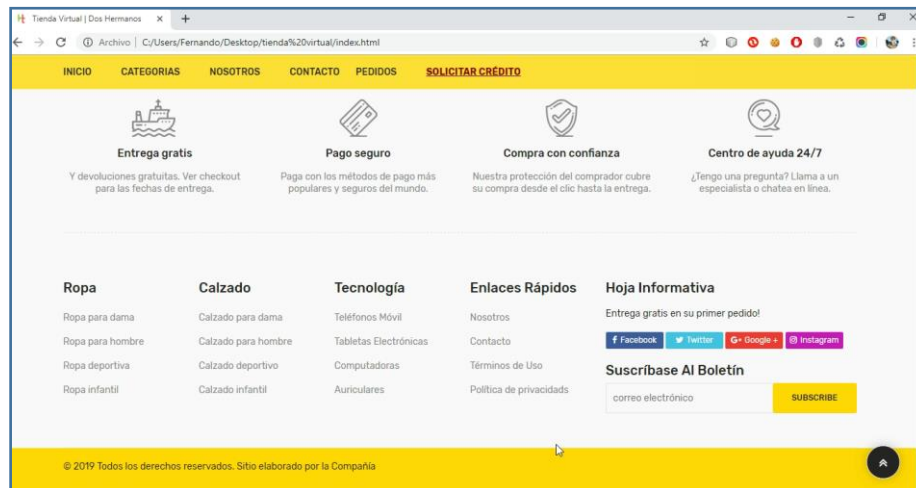 Tienda Virtual | Dos Hermanos
Archivo | C:/Users/Fernando/Desktop/tienda%20virtual/index.html
INICIO CATEGORIAS NOSOTROS CONTACTO PEDIDOS SOLICITAR CRÉDITO
Entrega gratis
Y devoluciones gratuitas. Ver checkout
para las fechas de entrega.
Pago seguro
Paga con los métodos de pago más
populares y seguros del mundo.
Compra con confianza
Nuestra protección del comprador cubre
su compra desde el clic hasta la entrega.
Centro de ayuda 24/7
¿Tengo una pregunta? Llama a un
especialista o chatea en línea.
Ropa
Ropa para dama
Ropa para hombre
Ropa deportiva
Ropa infantil
Calzado
Calzado para dama
Calzado para hombre
Calzado deportivo
Calzado infantil
Tecnología
Teléfonos Móvil
Tabletas Electrónicas
Computadoras
Auriculares
Enlaces Rápidos
Nosotros
Contacto
Términos de Uso
Política de privacidads
Hoja Informativa
Entrega gratis en su primer pedido!
Facebook Twitter G+ Google + Instagram
Suscríbase Al Boletín
correo electrónico SUBSCRIBE
© 2019 Todos los derechos reservados. Sitio elaborado por la Compañía